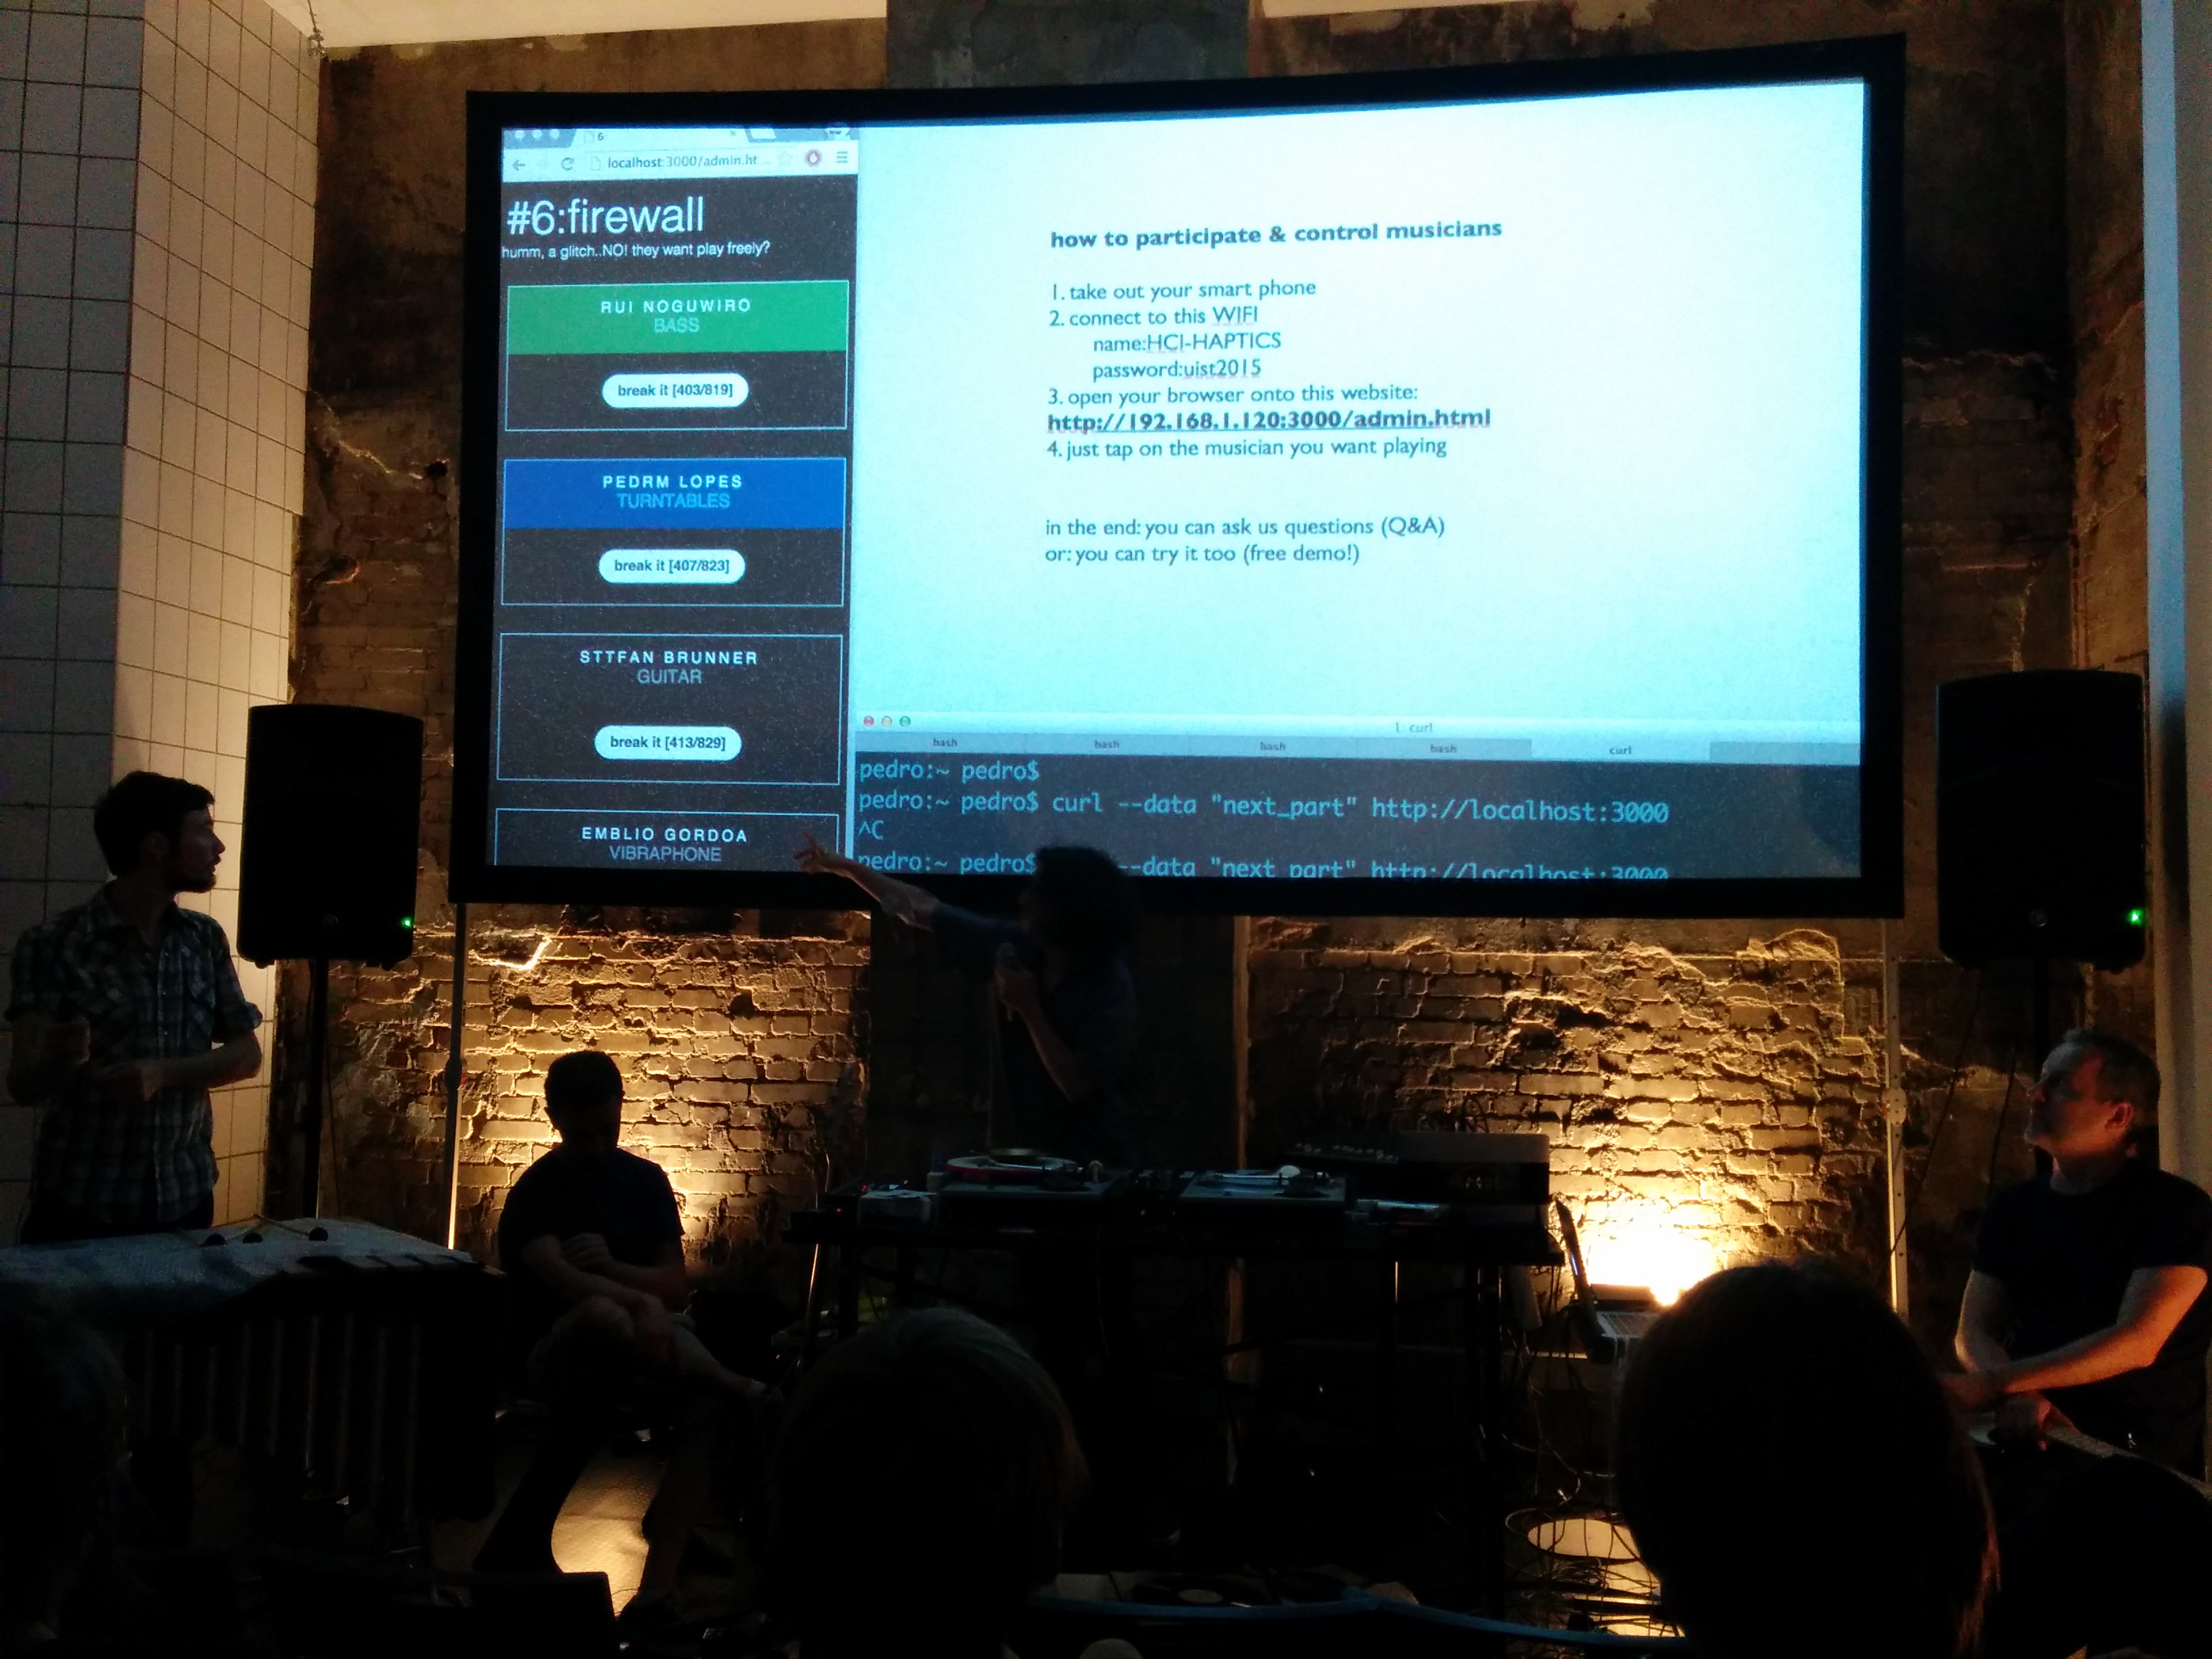 6
localhost:3000/admin.ht...
#6:firewall
humm, a glitch..NO! they want play freely?
RUI NOGUWIRO
BASS
break it [403/819]
PEDRM LOPES
TURNTABLES
break it [407/823]
STTFAN BRUNNER
GUITAR
break it [413/829]
EMBLIO GORDOA
VIBRAPHONE
how to participate & control musicians
1. take out your smart phone
2. connect to this WIFI
name:HCI-HAPTICS
password:uist2015
3. open your browser onto this website:
http://192.168.1.120:3000/admin.html
4. just tap on the musician you want playing
in the end: you can ask us questions (Q&A)
or: you can try it too (free demo!)
1. curl
bash bash bash bash curl
pedro:~ pedro$
pedro:~ pedro$ curl --data "next_part" http://localhost:3000
^C
pedro:~ pedro$ --data "next_part" http://localhost:3000